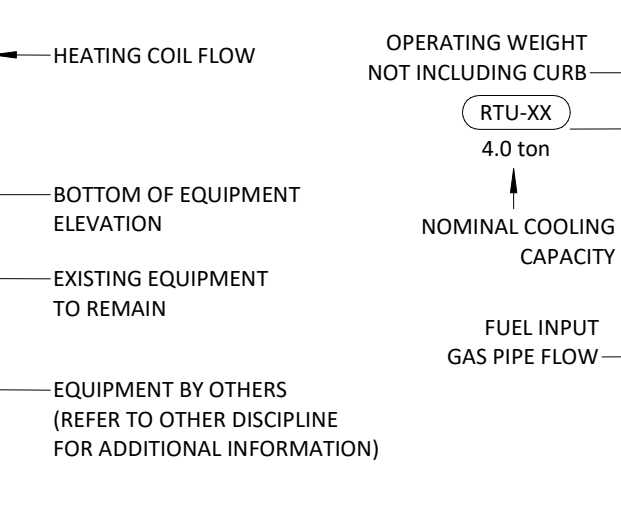 HEATING COIL FLOW
BOTTOM OF EQUIPMENT
ELEVATION
EXISTING EQUIPMENT
TO REMAIN
EQUIPMENT BY OTHERS
(REFER TO OTHER DISCIPLINE
FOR ADDITIONAL INFORMATION)
OPERATING WEIGHT
NOT INCLUDING CURB
RTU-XX
4.0 ton
NOMINAL COOLING
CAPACITY
FUEL INPUT
GAS PIPE FLOW